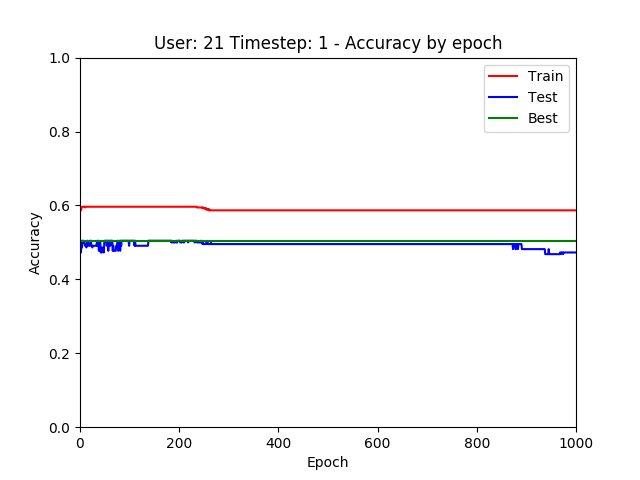 User: 21 Timestep: 1 - Accuracy by epoch
1.0
0.8
0.6
0.4
0.2
0.0
Accuracy
Train
Test
Best
0 200 400 600 800 1000
Epoch